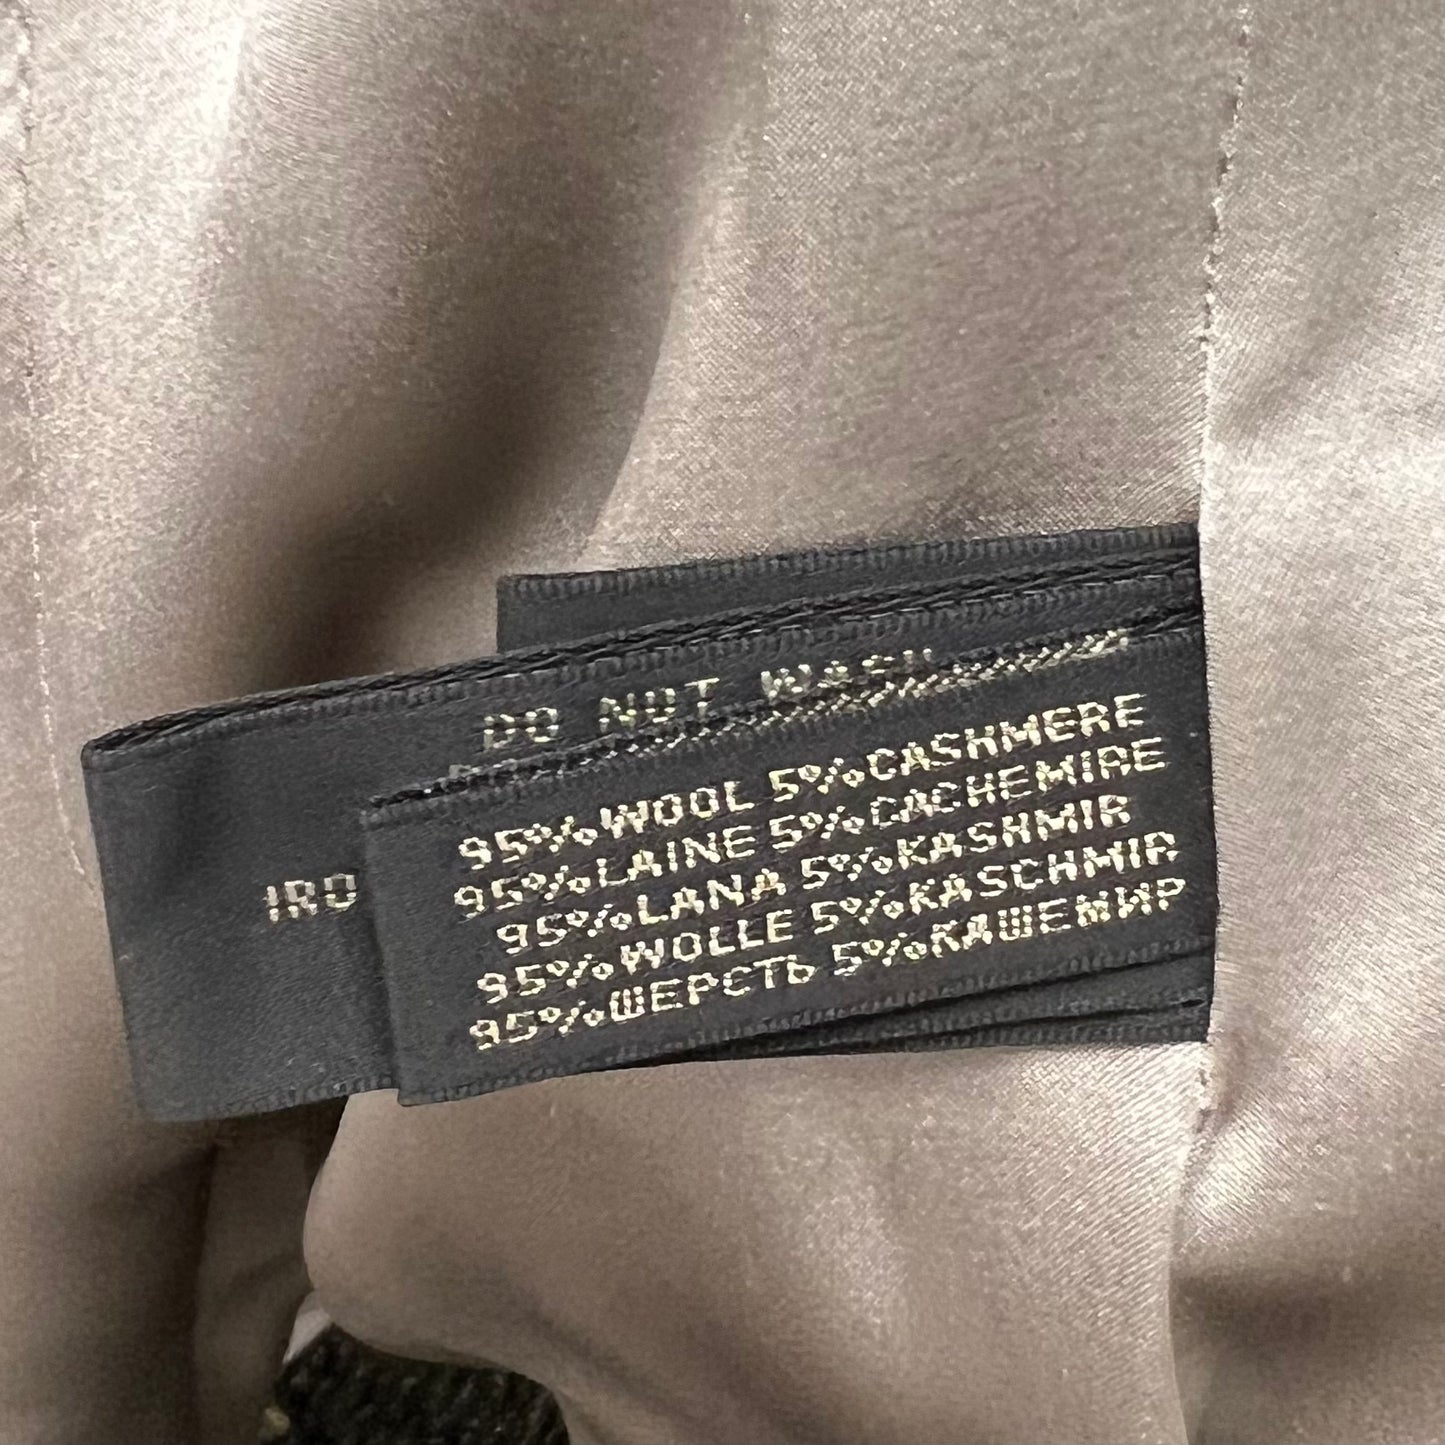 DO NOT WASH
IRO
95%WOOL 5%CASHMERE
95%LAINE 5%CACHEMIRE
95%LANA 5%KASHMIR
95%WOLLE 5%KASCHMIR
95%ШЕРСТЬ 5%КАШЕМИР